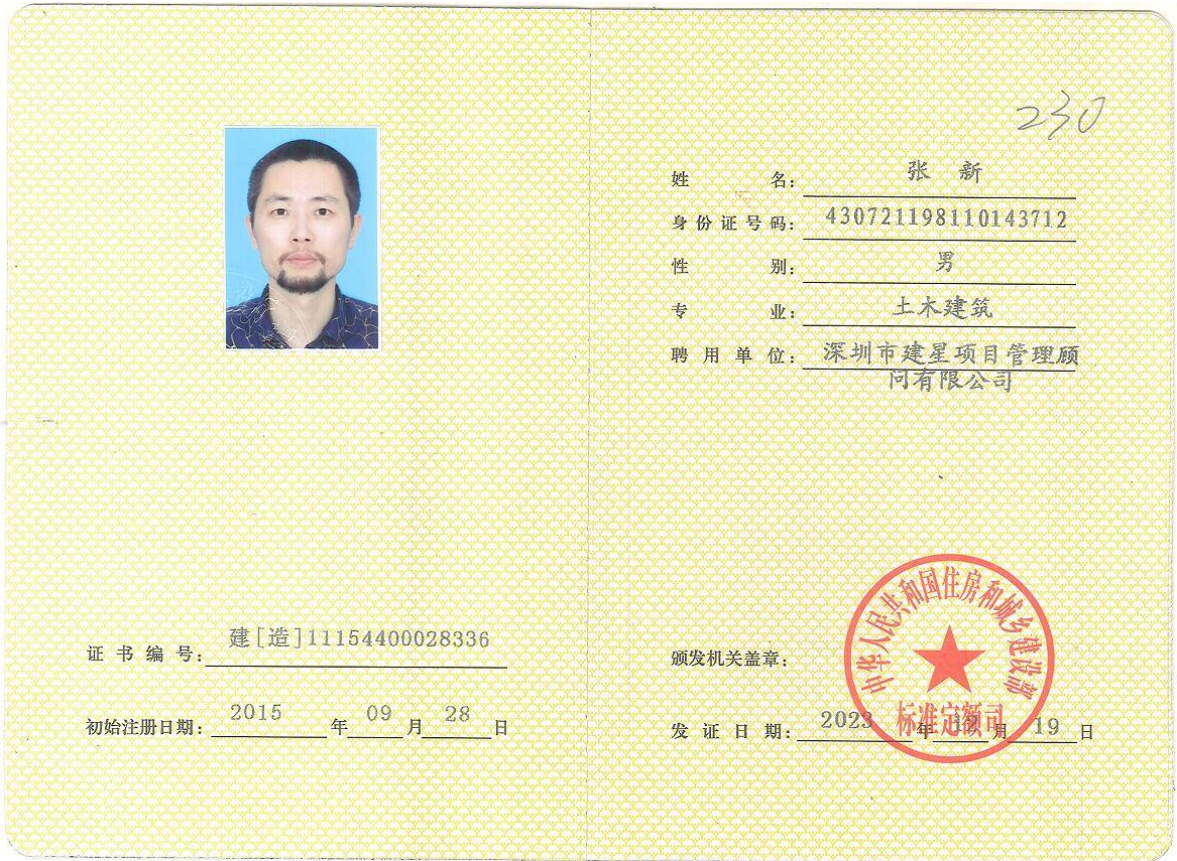 230
姓 名： 张 新
身份证号码： 430721198110143712
性 别： 男
专 业： 土木建筑
聘用单位： 深圳市建星项目管理顾
问有限公司
证书编号： 建[造]11154400028336
初始注册日期： 2015 年 09 月 28 日
颁发机关盖章：
中华人民共和国住房和城乡建设部
标准定额司
发证日期： 2023 年 12 月 19 日